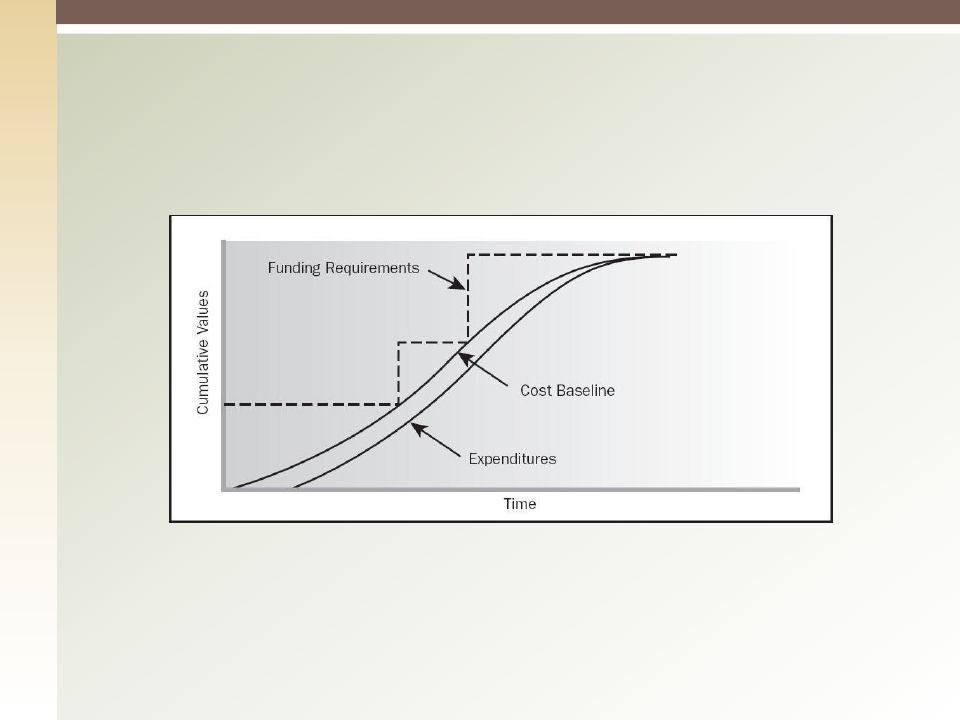 Funding Requirements
Cumulative Values
Cost Baseline
Expenditures
Time